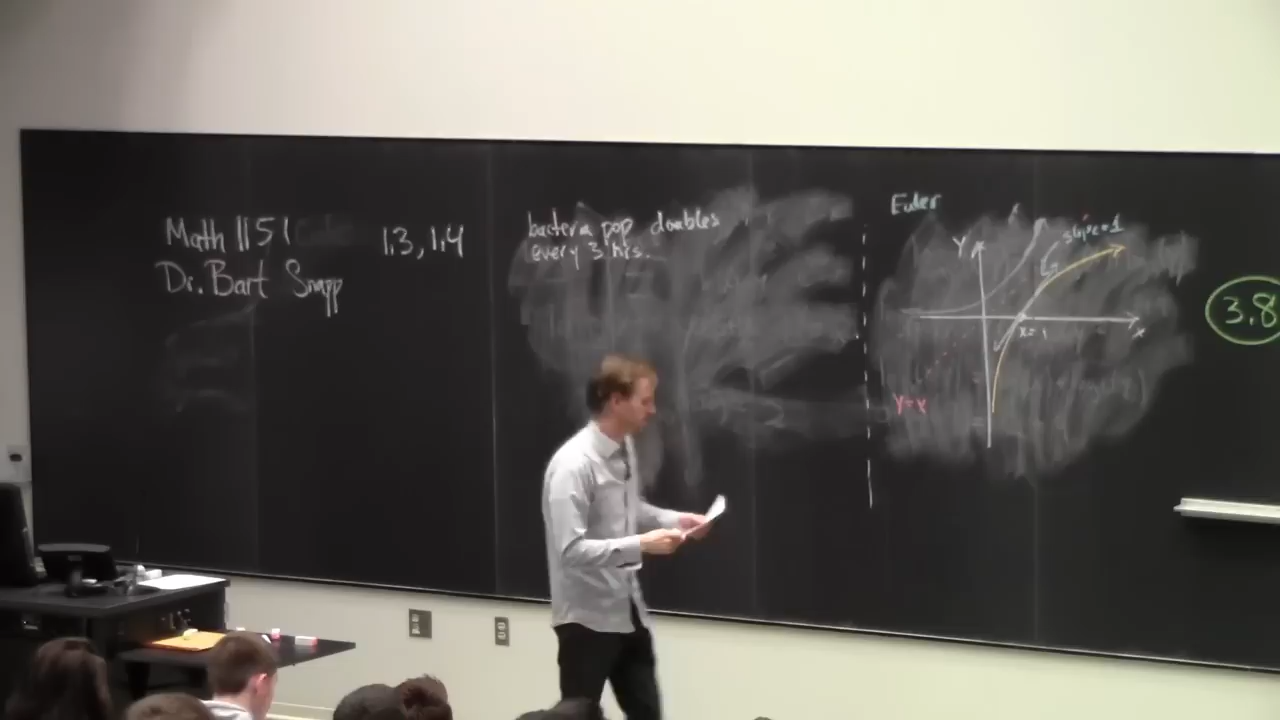 Math 1151
Dr. Bart Snapp
1.3, 1.4
bacteria pop doubles
every 3 hrs.
Euler
Y
slope=1
x=1
x
y=x
3.8